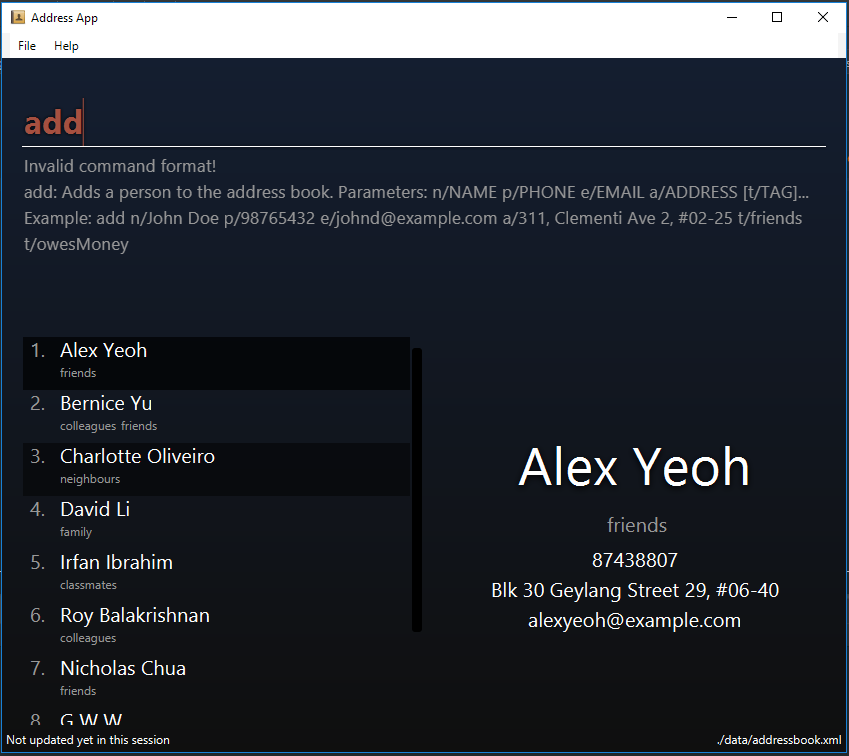 Address App
File Help
add
Invalid command format!
add: Adds a person to the address book. Parameters: n/NAME p/PHONE e/EMAIL a/ADDRESS [t/TAG]...
Example: add n/John Doe p/98765432 e/johnd@example.com a/311, Clementi Ave 2, #02-25 t/friends
t/owesMoney
1. Alex Yeoh
friends
2. Bernice Yu
colleagues friends
3. Charlotte Oliveiro
neighbours
4. David Li
family
5. Irfan Ibrahim
classmates
6. Roy Balakrishnan
colleagues
7. Nicholas Chua
friends
8. G W W
Alex Yeoh
friends
87438807
Blk 30 Geylang Street 29, #06-40
alexyeoh@example.com
Not updated yet in this session
./data/addressbook.xml